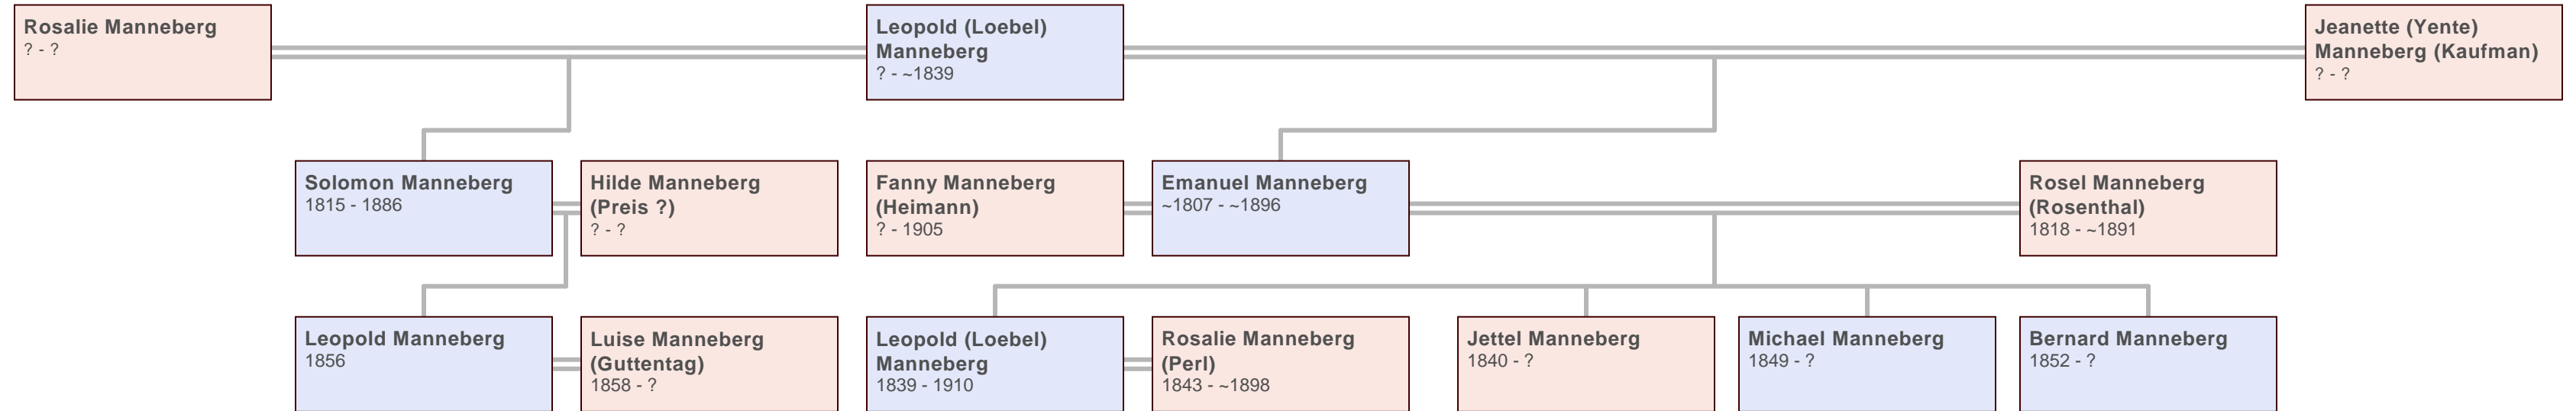 Rosalie Manneberg
? - ?
Leopold (Loebel)
Manneberg
? - ~1839
Jeanette (Yente)
Manneberg (Kaufman)
? - ?
Solomon Manneberg
1815 - 1886
Hilde Manneberg
(Preis ?)
? - ?
Fanny Manneberg
(Heimann)
? - 1905
Emanuel Manneberg
~1807 - ~1896
Rosel Manneberg
(Rosenthal)
1818 - ~1891
Leopold Manneberg
1856
Luise Manneberg
(Guttentag)
1858 - ?
Leopold (Loebel)
Manneberg
1839 - 1910
Rosalie Manneberg
(Perl)
1843 - ~1898
Jettel Manneberg
1840 - ?
Michael Manneberg
1849 - ?
Bernard Manneberg
1852 - ?